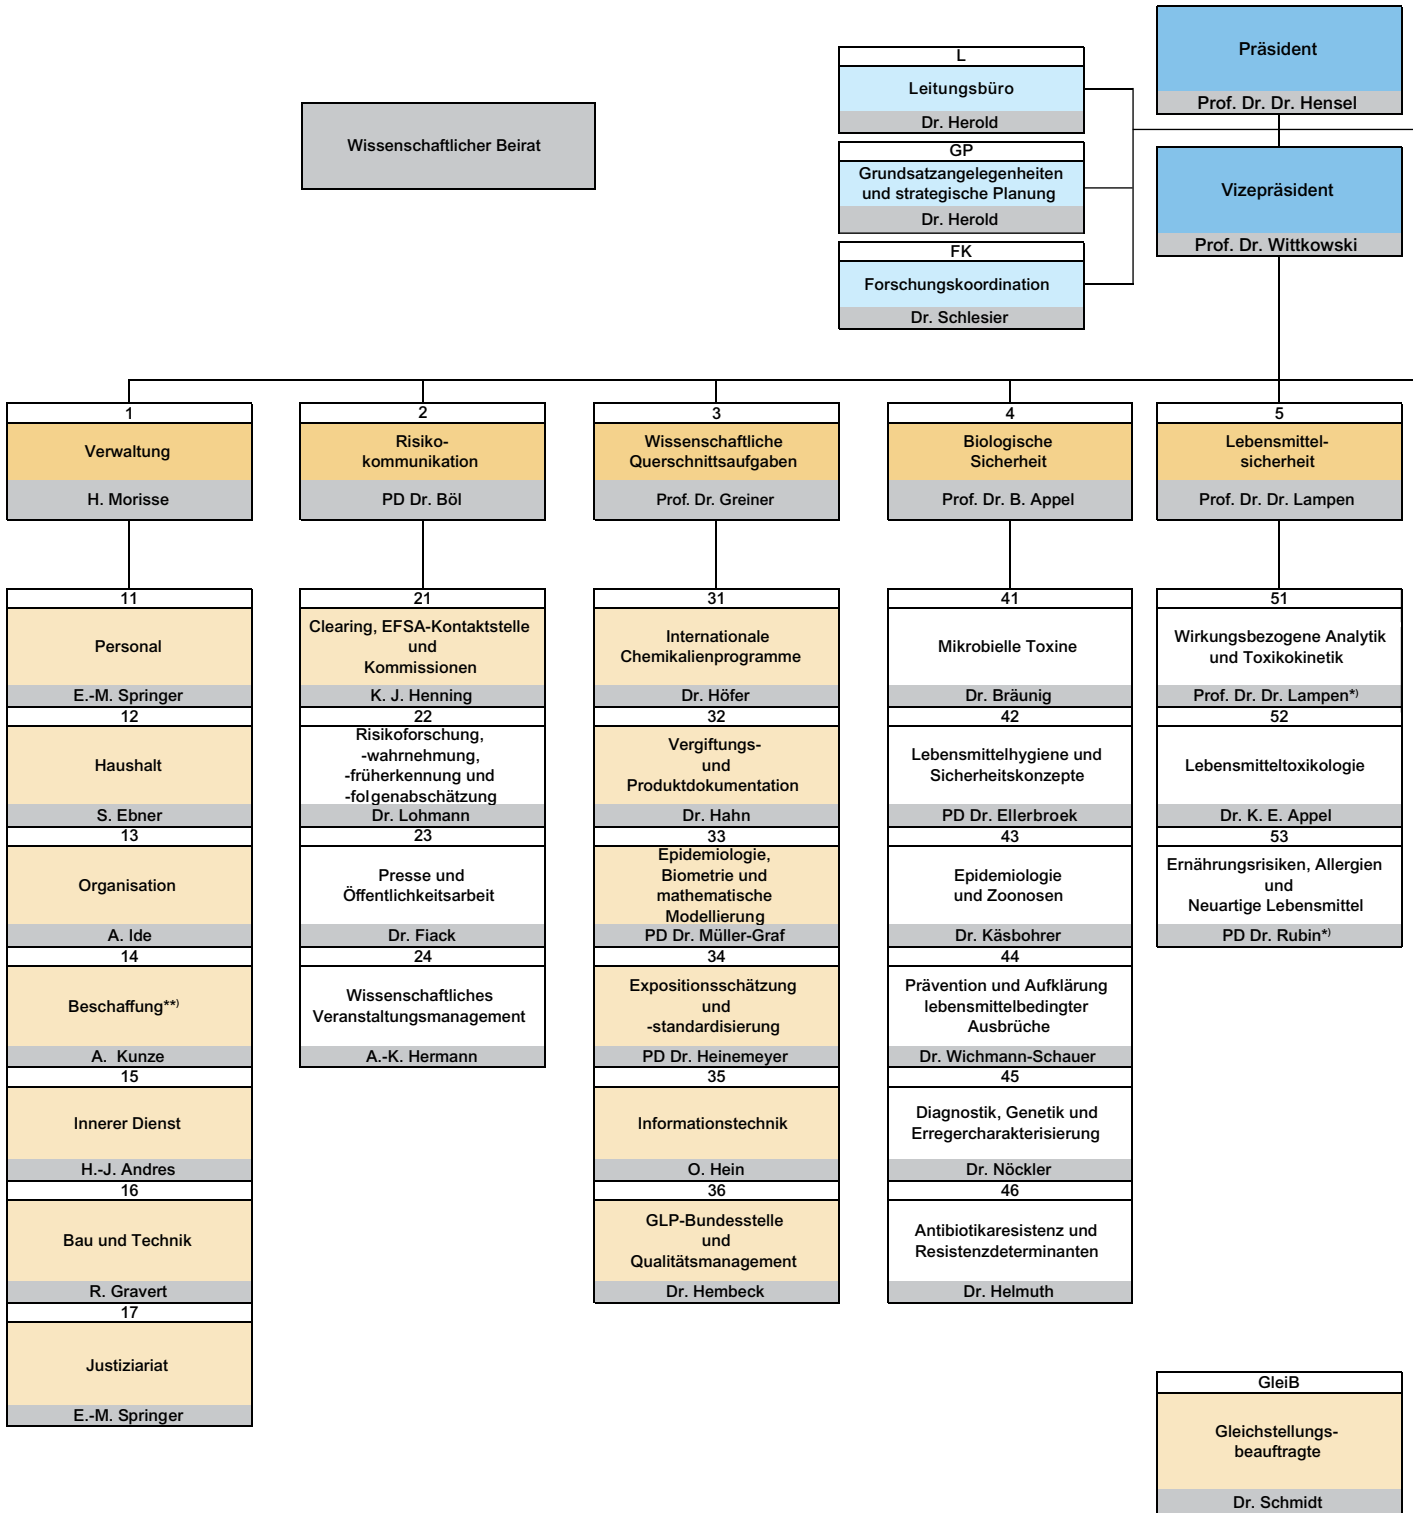 Präsident
Prof. Dr. Dr. Hensel
L
Leitungsbüro
Dr. Herold
Wissenschaftlicher Beirat
GP
Grundsatzangelegenheiten
und strategische Planung
Dr. Herold
Vizepräsident
Prof. Dr. Wittkowski
FK
Forschungskoordination
Dr. Schlesier
1
Verwaltung
H. Morisse
11
Personal
E.-M. Springer
12
Haushalt
S. Ebner
13
Organisation
A. Ide
14
Beschaffung**)
A. Kunze
15
Innerer Dienst
H.-J. Andres
16
Bau und Technik
R. Gravert
17
Justiziariat
E.-M. Springer
2
Risiko-
kommunikation
PD Dr. Böl
21
Clearing, EFSA-Kontaktstelle
und
Kommissionen
K. J. Henning
22
Risikoforschung,
-wahrnehmung,
-früherkennung und
-folgenabschätzung
Dr. Lohmann
23
Presse und
Öffentlichkeitsarbeit
Dr. Fiack
24
Wissenschaftliches
Veranstaltungsmanagement
A.-K. Hermann
3
Wissenschaftliche
Querschnittsaufgaben
Prof. Dr. Greiner
31
Internationale
Chemikalienprogramme
Dr. Höfer
32
Vergiftungs-
und
Produktdokumentation
Dr. Hahn
33
Epidemiologie,
Biometrie und
mathematische
Modellierung
PD Dr. Müller-Graf
34
Expositionsschätzung
und
-standardisierung
PD Dr. Heinemeyer
35
Informationstechnik
O. Hein
36
GLP-Bundesstelle
und
Qualitätsmanagement
Dr. Hembeck
4
Biologische
Sicherheit
Prof. Dr. B. Appel
41
Mikrobielle Toxine
Dr. Bräunig
42
Lebensmittelhygiene und
Sicherheitskonzepte
PD Dr. Ellerbroek
43
Epidemiologie
und Zoonosen
Dr. Käsbohrer
44
Prävention und Aufklärung
lebensmittelbedingter
Ausbrüche
Dr. Wichmann-Schauer
45
Diagnostik, Genetik und
Erregercharakterisierung
Dr. Nöckler
46
Antibiotikaresistenz und
Resistenzdeterminanten
Dr. Helmuth
5
Lebensmittel-
sicherheit
Prof. Dr. Dr. Lampen
51
Wirkungsbezogene Analytik
und Toxikokinetik
Prof. Dr. Dr. Lampen*)
52
Lebensmitteltoxikologie
Dr. K. E. Appel
53
Ernährungsrisiken, Allergien
und
Neuartige Lebensmittel
PD Dr. Rubin*)
GleiB
Gleichstellungs-
beauftragte
Dr. Schmidt